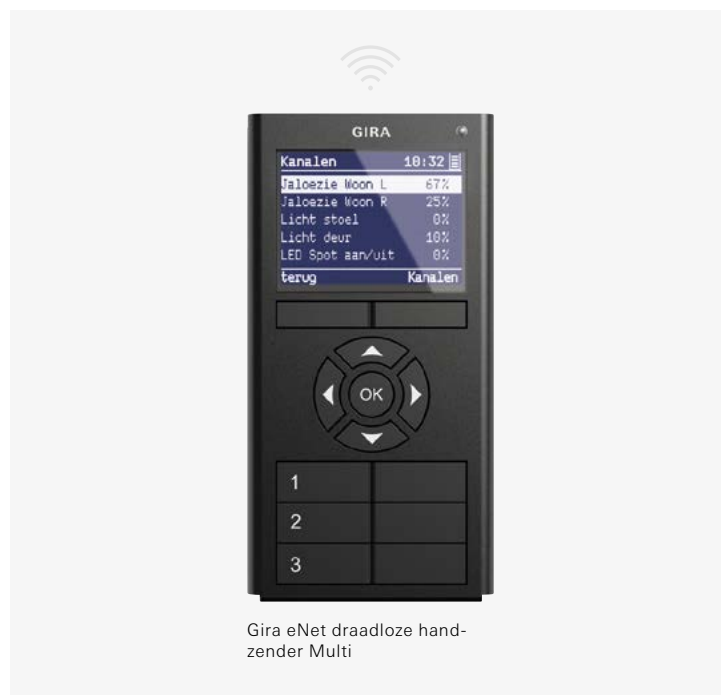 GIRA
Kanalen 10:32
Jaloezie Woon L 67%
Jaloezie Woon R 25%
Licht stoel 0%
Licht deur 10%
LED Spot aan/uit 0%
terug Kanalen
OK
1
2
3
Gira eNet draadloze hand-
zender Multi